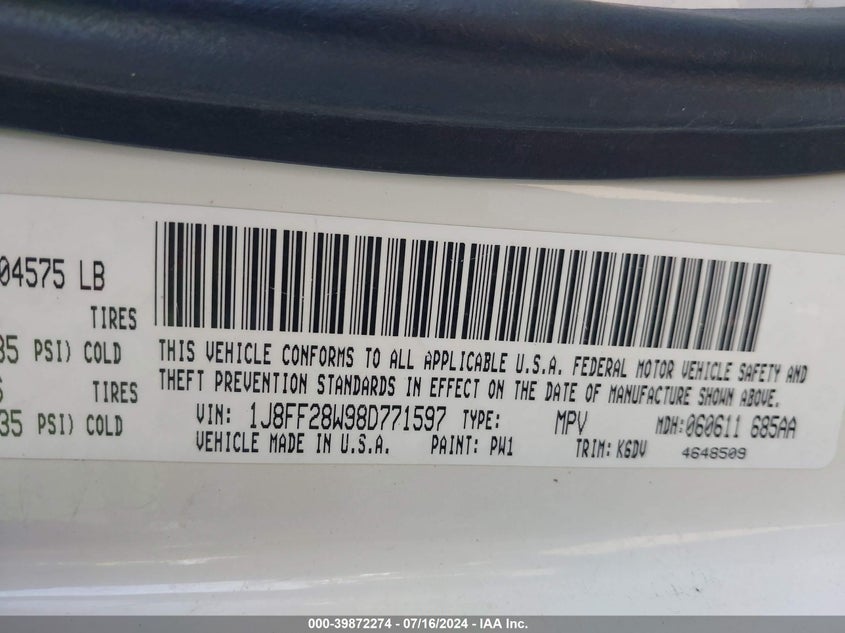 04575 LB
TIRES
35 PSI) COLD
TIRES
35 PSI) COLD
THIS VEHICLE CONFORMS TO ALL APPLICABLE U.S.A. FEDERAL MOTOR VEHICLE SAFETY AND
THEFT PREVENTION STANDARDS IN EFFECT ON THE DATE OF MANUFACTURE SHOWN ABOVE.
VIN: 1J8FF28W98D771597 TYPE: MPV MDH:060611 685AA
VEHICLE MADE IN U.S.A. PAINT: PW1 TRIM: K6DV 4648509
000-39872274 - 07/16/2024 - IAA Inc.